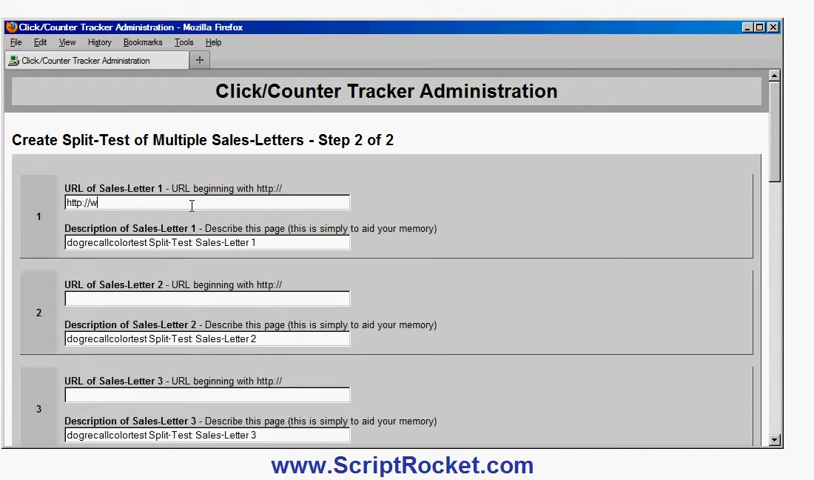 Click/Counter Tracker Administration - Mozilla Firefox
File Edit View History Bookmarks Tools Help
Click/Counter Tracker Administration +
Click/Counter Tracker Administration
Create Split-Test of Multiple Sales-Letters - Step 2 of 2
URL of Sales-Letter 1 - URL beginning with http://
http://w
1
Description of Sales-Letter 1 - Describe this page (this is simply to aid your memory)
dogrecallcolortest Split-Test: Sales-Letter 1
URL of Sales-Letter 2 - URL beginning with http://
2
Description of Sales-Letter 2 - Describe this page (this is simply to aid your memory)
dogrecallcolortest Split-Test: Sales-Letter 2
URL of Sales-Letter 3 - URL beginning with http://
3
Description of Sales-Letter 3 - Describe this page (this is simply to aid your memory)
dogrecallcolortest Split-Test: Sales-Letter 3
www.ScriptRocket.com